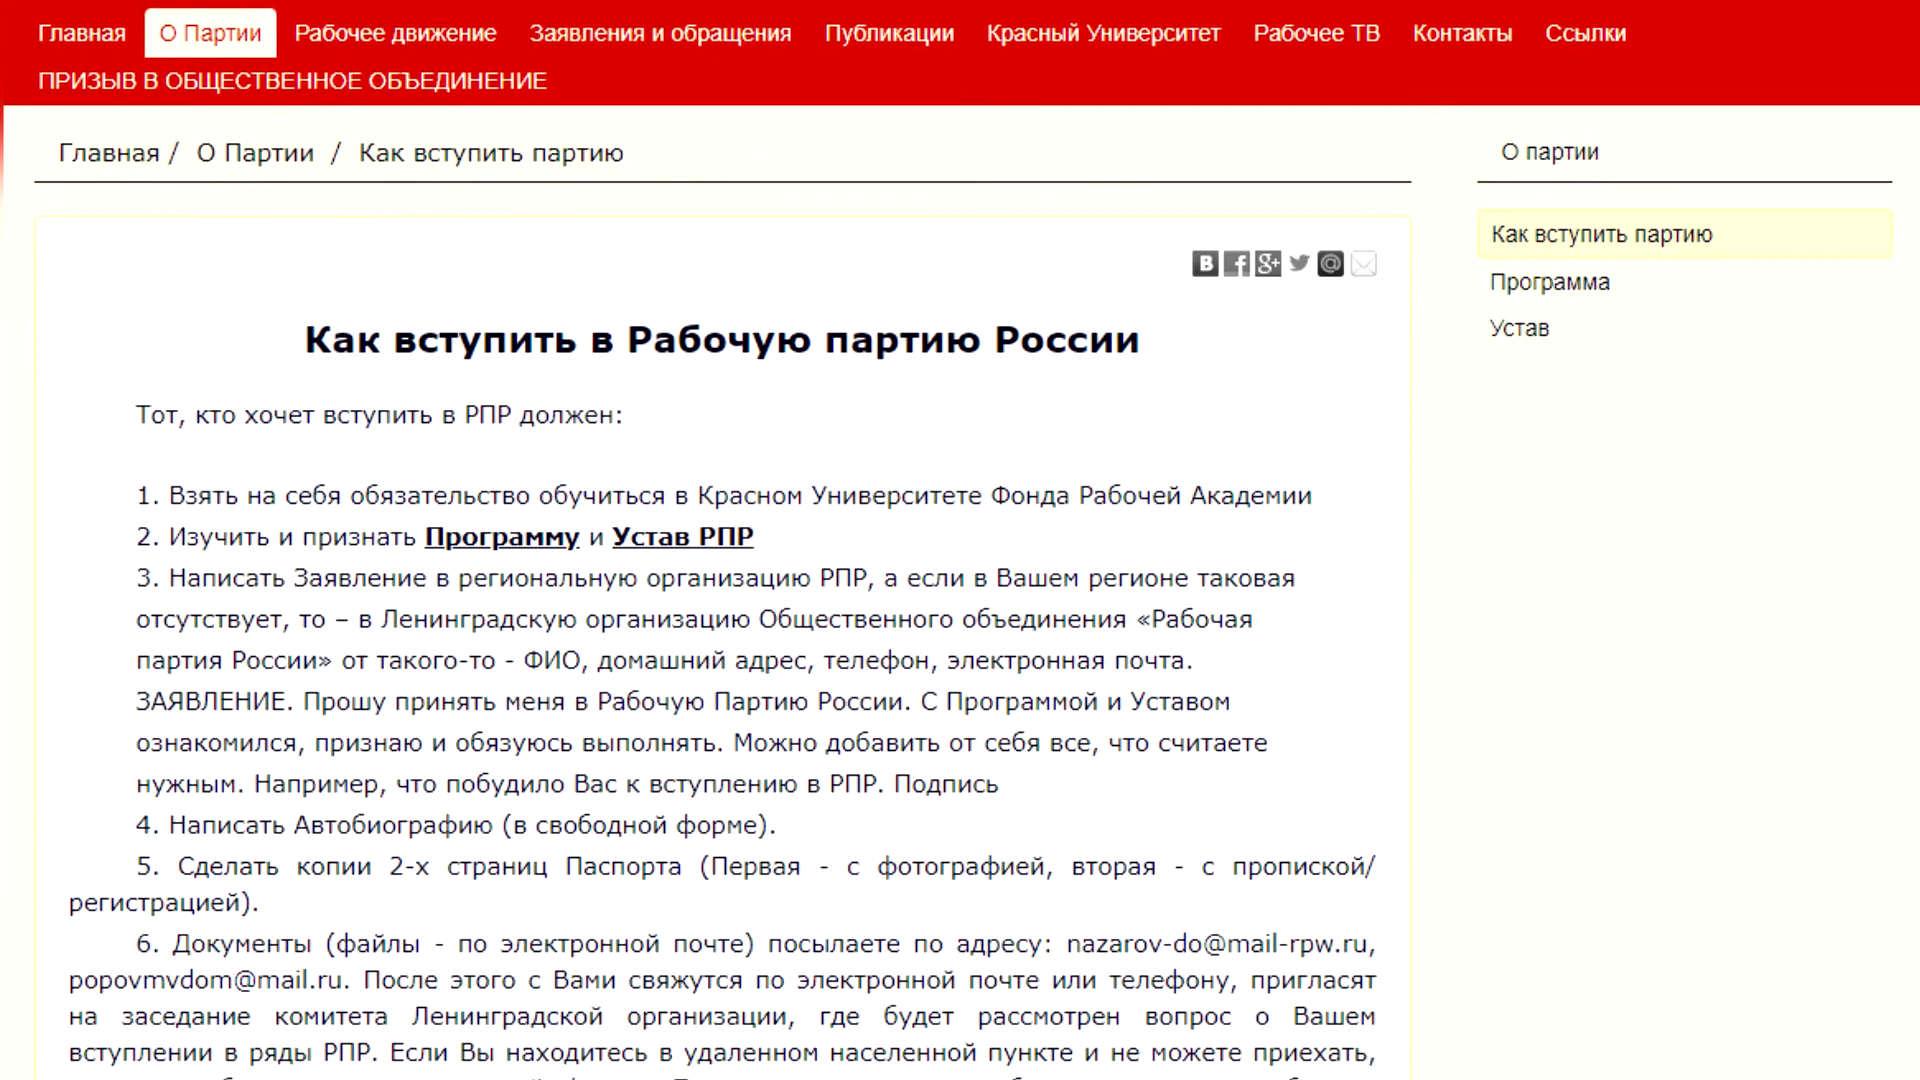 Главная О Партии Рабочее движение Заявления и обращения Публикации Красный Университет Рабочее ТВ Контакты Ссылки
ПРИЗЫВ В ОБЩЕСТВЕННОЕ ОБЪЕДИНЕНИЕ
Главная / О Партии / Как вступить партию
О партии
Как вступить партию
Программа
Устав
Как вступить в Рабочую партию России
Тот, кто хочет вступить в РПР должен:
1. Взять на себя обязательство обучиться в Красном Университете Фонда Рабочей Академии
2. Изучить и признать Программу и Устав РПР
3. Написать Заявление в региональную организацию РПР, а если в Вашем регионе таковая
отсутствует, то – в Ленинградскую организацию Общественного объединения «Рабочая
партия России» от такого-то - ФИО, домашний адрес, телефон, электронная почта.
ЗАЯВЛЕНИЕ. Прошу принять меня в Рабочую Партию России. С Программой и Уставом
ознакомился, признаю и обязуюсь выполнять. Можно добавить от себя все, что считаете
нужным. Например, что побудило Вас к вступлению в РПР. Подпись
4. Написать Автобиографию (в свободной форме).
5. Сделать копии 2-х страниц Паспорта (Первая - с фотографией, вторая - с пропиской/
регистрацией).
6. Документы (файлы - по электронной почте) посылаете по адресу: nazarov-do@mail-rpw.ru,
popovmvdom@mail.ru. После этого с Вами свяжутся по электронной почте или телефону, пригласят
на заседание комитета Ленинградской организации, где будет рассмотрен вопрос о Вашем
вступлении в ряды РПР. Если Вы находитесь в удаленном населенной пункте и не можете приехать,